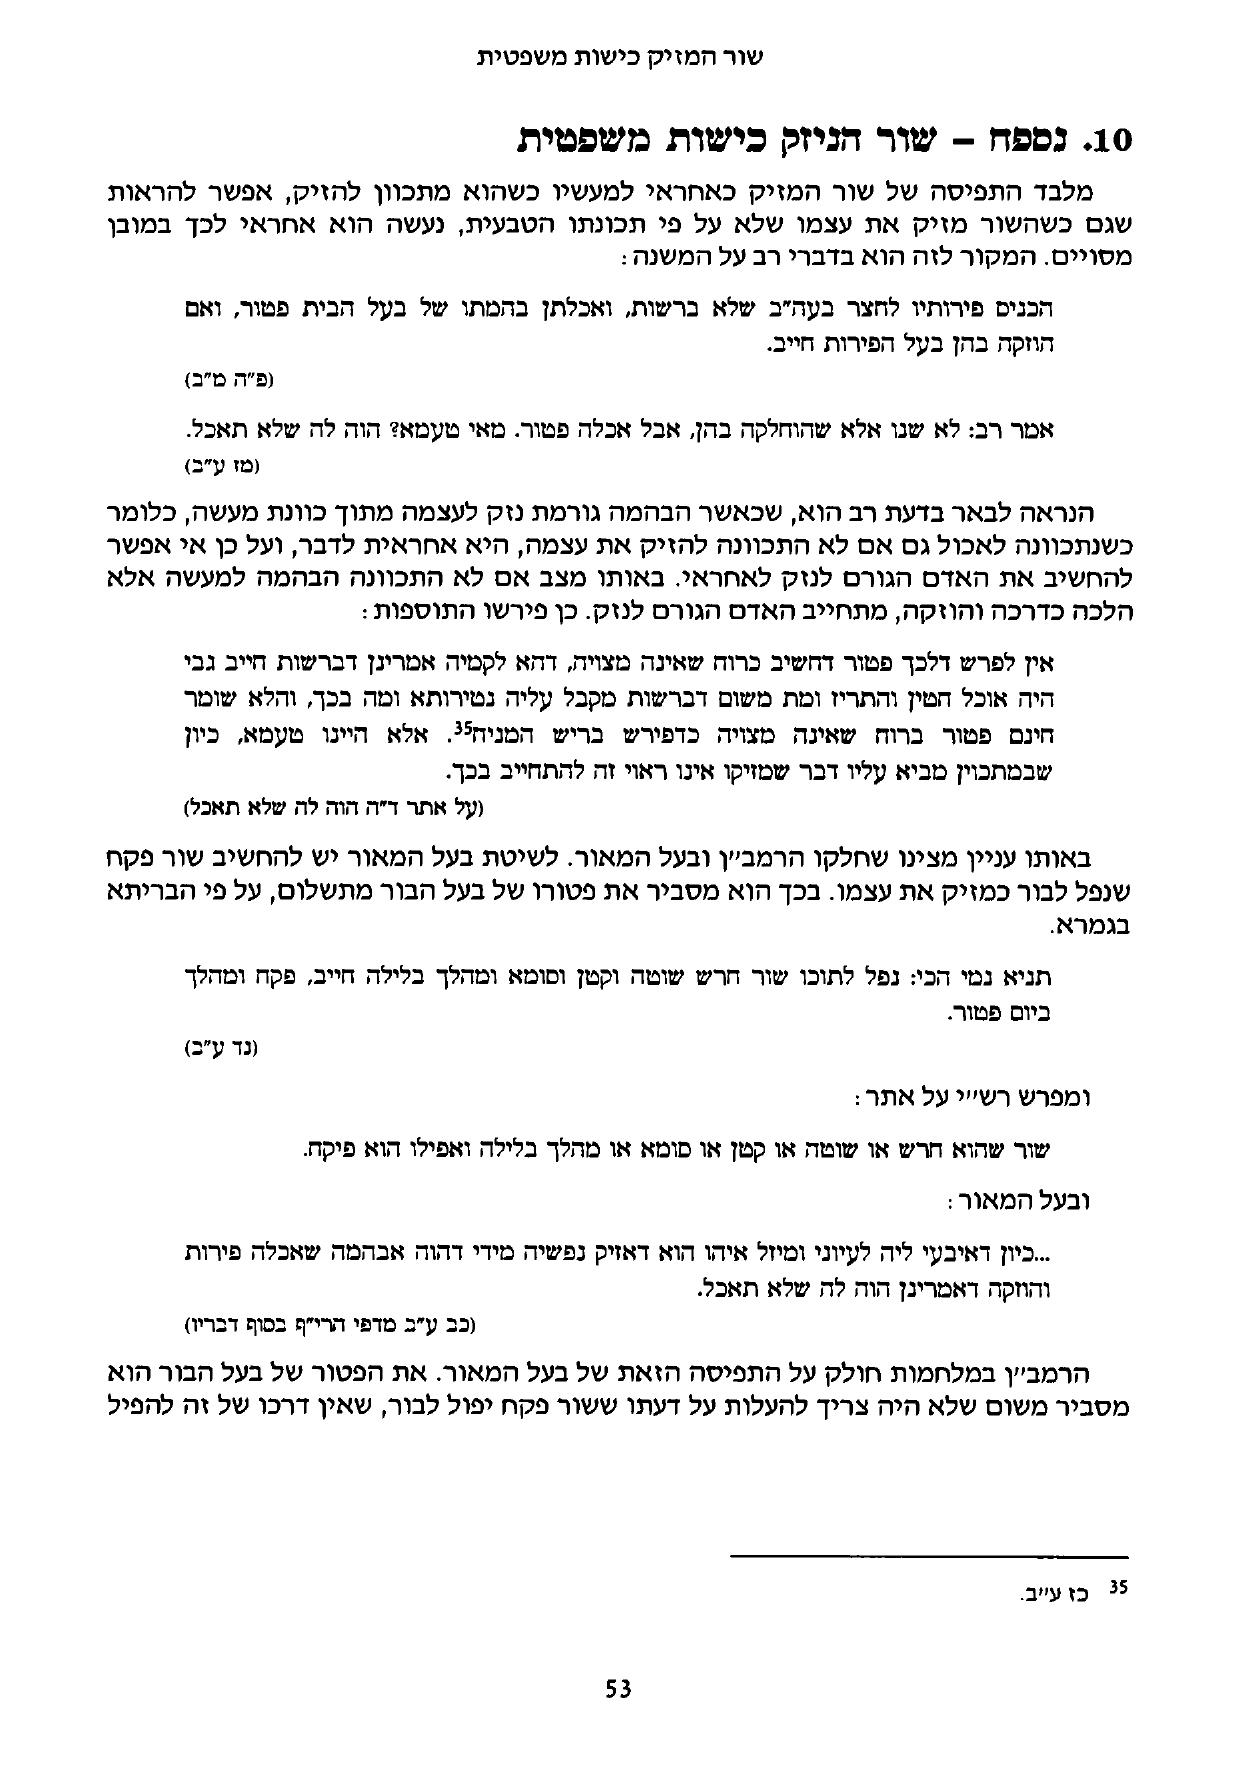 שור המזיק כישות משפטית
10. נספח – שור הניזק כישות משפטית
מלבד התפיסה של שור המזיק כאחראי למעשיו כשהוא מתכוון להזיק, אפשר להראות
שגם כשהשור מזיק את עצמו שלא על פי תכונתו הטבעית, נעשה הוא אחראי לכך במובן
מסויים. המקור לזה הוא בדברי רב על המשנה:
הכניס פירותיו לחצר בעה"ב שלא ברשות, ואכלתן בהמתו של בעל הבית פטור, ואם
הוזקה בהן בעל הפירות חייב.
(פ"ה מ"ב)
אמר רב: לא שנו אלא שהוחלקה בהן, אבל אכלה פטור. מאי טעמא? הוה לה שלא תאכל.
(מז ע"ב)
הנראה לבאר בדעת רב הוא, שכאשר הבהמה גורמת נזק לעצמה מתוך כוונת מעשה, כלומר
כשנתכוונה לאכול גם אם לא התכוונה להזיק את עצמה, היא אחראית לדבר, ועל כן אי אפשר
להחשיב את האדם הגורם לנזק לאחראי. באותו מצב אם לא התכוונה הבהמה למעשה אלא
הלכה כדרכה והוזקה, מתחייב האדם הגורם לנזק. כן פירשו התוספות:
אין לפרש דלכך פטור דחשיב כרוח שאינה מצויה, דהא לקמיה אמרינן דברשות חייב גבי
היה אוכל חטין והתריז ומת משום דברשות מקבל עליה נטירותא ומה בכך, והלא שומר
חינם פטור ברוח שאינה מצויה כדפירש בריש המניח35. אלא היינו טעמא, כיון
שבמתכוין מביא עליו דבר שמזיקו אינו ראוי זה להתחייב בכך.
(על אתר ד"ה הוה לה שלא תאכל)
באותו עניין מצינו שחלקו הרמב"ן ובעל המאור. לשיטת בעל המאור יש להחשיב שור פקח
שנפל לבור כמזיק את עצמו. בכך הוא מסביר את פטורו של בעל הבור מתשלום, על פי הבריתא
בגמרא.
תניא נמי הכי: נפל לתוכו שור חרש שוטה וקטן וסומא ומהלך בלילה חייב, פקח ומהלך
ביום פטור.
(נד ע"ב)
ומפרש רש"י על אתר:
שור שהוא חרש או שוטה או קטן או סומא או מהלך בלילה ואפילו הוא פיקח.
ובעל המאור:
...כיון דאיבעי ליה לעיוני ומיזל איהו הוא דאזיק נפשיה מידי דהוה אבהמה שאכלה פירות
והוזקה דאמרינן הוה לה שלא תאכל.
(כב ע"ב מדפי הרי"ף בסוף דבריו)
הרמב"ן במלחמות חולק על התפיסה הזאת של בעל המאור. את הפטור של בעל הבור הוא
מסביר משום שלא היה צריך להעלות על דעתו ששור פקח יפול לבור, שאין דרכו של זה להפיל
35 כז ע"ב.
53